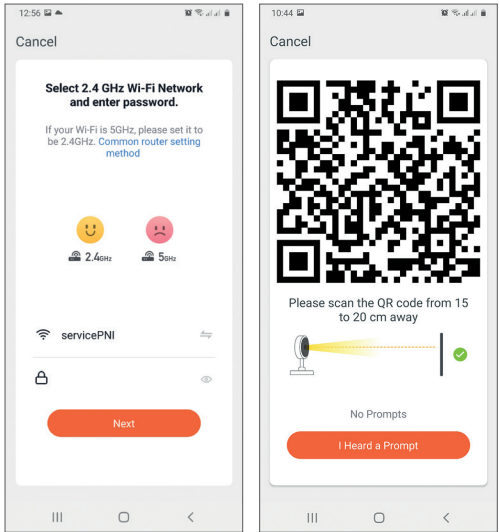 12:56
Cancel
Select 2.4 GHz Wi-Fi Network
and enter password.
If your Wi-Fi is 5GHz, please set it to
be 2.4GHz. Common router setting
method
2.4GHz
5GHz
servicePNI
Next
10:44
Cancel
Please scan the QR code from 15
to 20 cm away
No Prompts
I Heard a Prompt